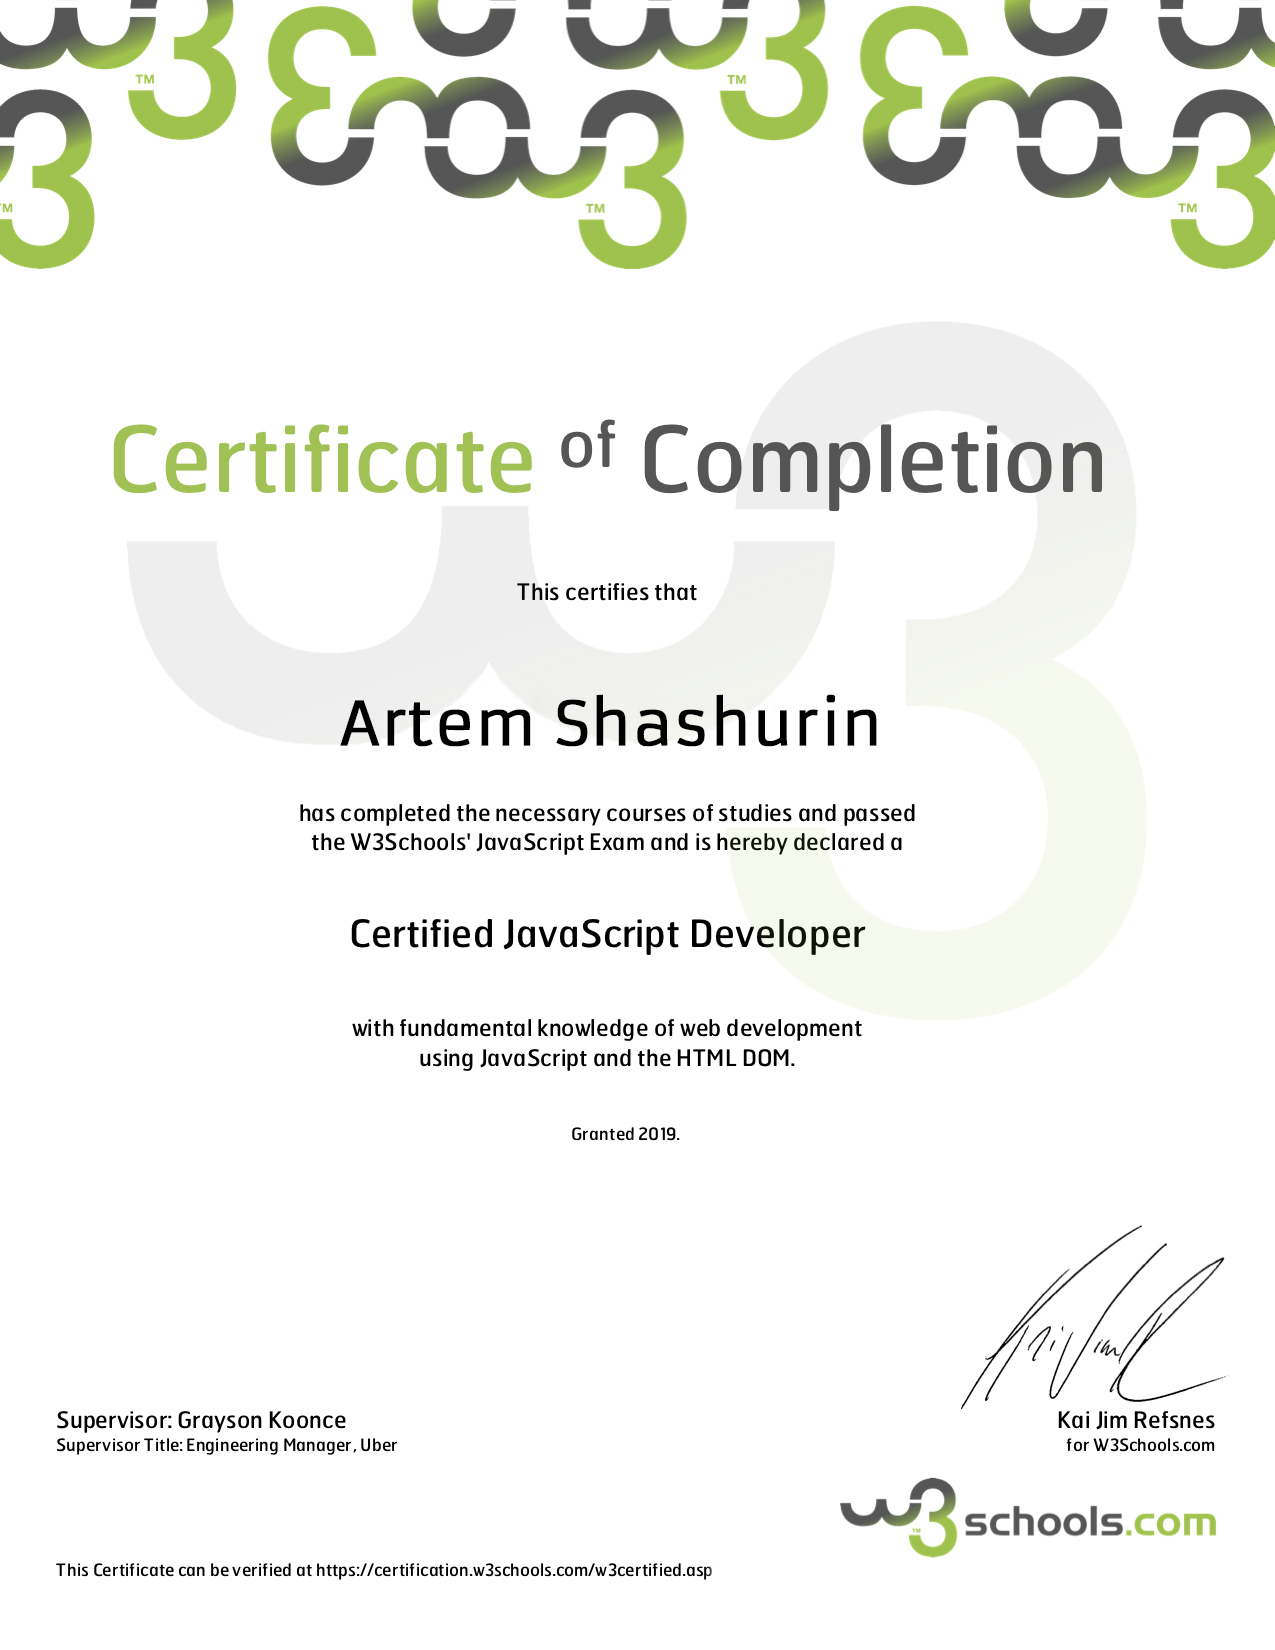 Certificate of Completion
This certifies that
Artem Shashurin
has completed the necessary courses of studies and passed
the W3Schools' JavaScript Exam and is hereby declared a
Certified JavaScript Developer
with fundamental knowledge of web development
using JavaScript and the HTML DOM.
Granted 2019.
Supervisor: Grayson Koonce
Supervisor Title: Engineering Manager, Uber
Kai Jim Refsnes
for W3Schools.com
w3schools.com
™
This Certificate can be verified at https://certification.w3schools.com/w3certified.asp